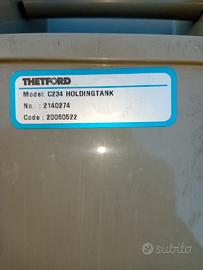 THETFORD
Model: C234 HOLDINGTANK
No. : 2140274
Code : 20060522
subito